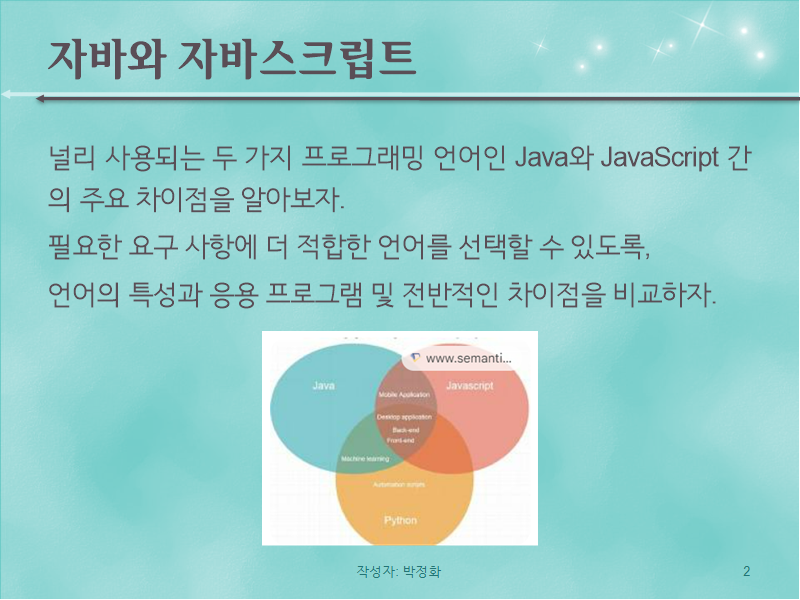 자바와 자바스크립트
널리 사용되는 두 가지 프로그래밍 언어인 Java와 JavaScript 간
의 주요 차이점을 알아보자.
필요한 요구 사항에 더 적합한 언어를 선택할 수 있도록,
언어의 특성과 응용 프로그램 및 전반적인 차이점을 비교하자.
www.semanti...
Java
Javascript
Mobile Application
Desktop application
Back-end
Front-end
Machine learning
Automation scripts
Python
작성자: 박정화
2